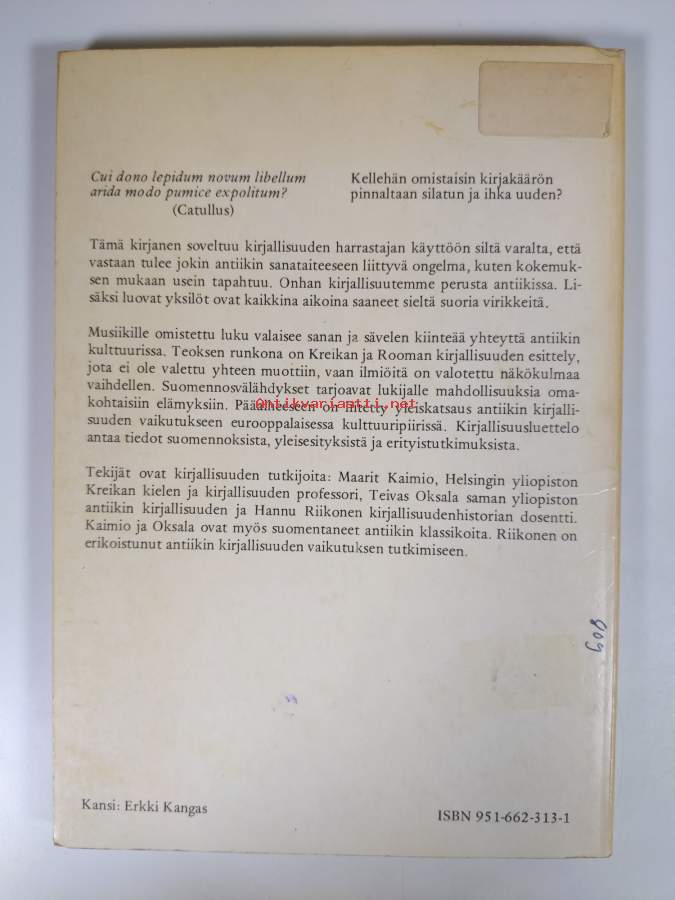 Cui dono lepidum novum libellum
arida modo pumice expolitum?
(Catullus)
Kellehän omistaisin kirjakäärön
pinnaltaan silatun ja ihka uuden?
Tämä kirjanen soveltuu kirjallisuuden harrastajan käyttöön siltä varalta, että
vastaan tulee jokin antiikin sanataiteeseen liittyvä ongelma, kuten kokemuk-
sen mukaan usein tapahtuu. Onhan kirjallisuutemme perusta antiikissa. Li-
säksi luovat yksilöt ovat kaikkina aikoina saaneet sieltä suoria virikkeitä.
Musiikille omistettu luku valaisee sanan ja sävelen kiinteää yhteyttä antiikin
kulttuurissa. Teoksen runkona on Kreikan ja Rooman kirjallisuuden esittely,
jota ei ole valettu yhteen muottiin, vaan ilmiöitä on valotettu näkökulmaa
vaihdellen. Suomennosvälähdykset tarjoavat lukijalle mahdollisuuksia oma-
kohtaisiin elämyksiin. Pääaiheeseen on liitetty yleiskatsaus antiikin kirjalli-
Antikvariantti.net
suuden vaikutukseen eurooppalaisessa kulttuuripiirissä. Kirjallisuusluettelo
antaa tiedot suomennoksista, yleisesityksistä ja erityistutkimuksista.
Tekijät ovat kirjallisuuden tutkijoita: Maarit Kaimio, Helsingin yliopiston
Kreikan kielen ja kirjallisuuden professori, Teivas Oksala saman yliopiston
antiikin kirjallisuuden ja Hannu Riikonen kirjallisuudenhistorian dosentti.
Kaimio ja Oksala ovat myös suomentaneet antiikin klassikoita. Riikonen on
erikoistunut antiikin kirjallisuuden vaikutuksen tutkimiseen.
Kansi: Erkki Kangas
ISBN 951-662-313-1